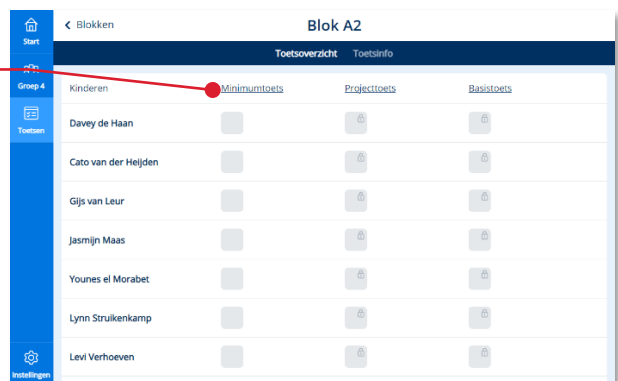 Start
Blokken
Blok A2
Toetsoverzicht Toetsinfo
Groep 4
Kinderen Minimumtoets Projecttoets Basistoets
Toetsen
Davey de Haan
Cato van der Heijden
Gijs van Leur
Jasmijn Maas
Younes el Morabet
Lynn Struikenkamp
Levi Verhoeven
Instellingen